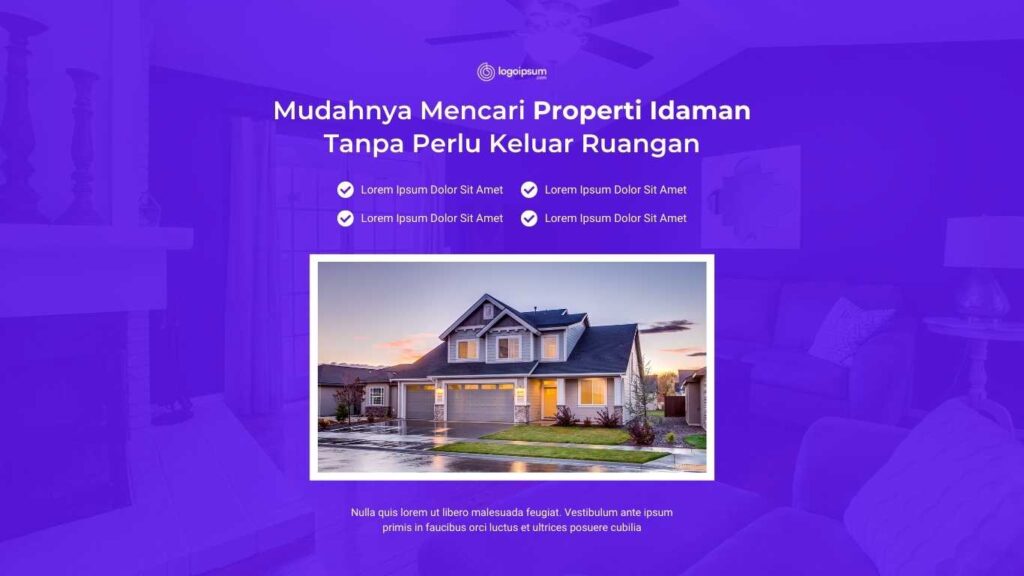 logoipsum
.com
Mudahnya Mencari Properti Idaman
Tanpa Perlu Keluar Ruangan
Lorem Ipsum Dolor Sit Amet
Lorem Ipsum Dolor Sit Amet
Lorem Ipsum Dolor Sit Amet
Lorem Ipsum Dolor Sit Amet
Nulla quis lorem ut libero malesuada feugiat. Vestibulum ante ipsum
primis in faucibus orci luctus et ultrices posuere cubilia